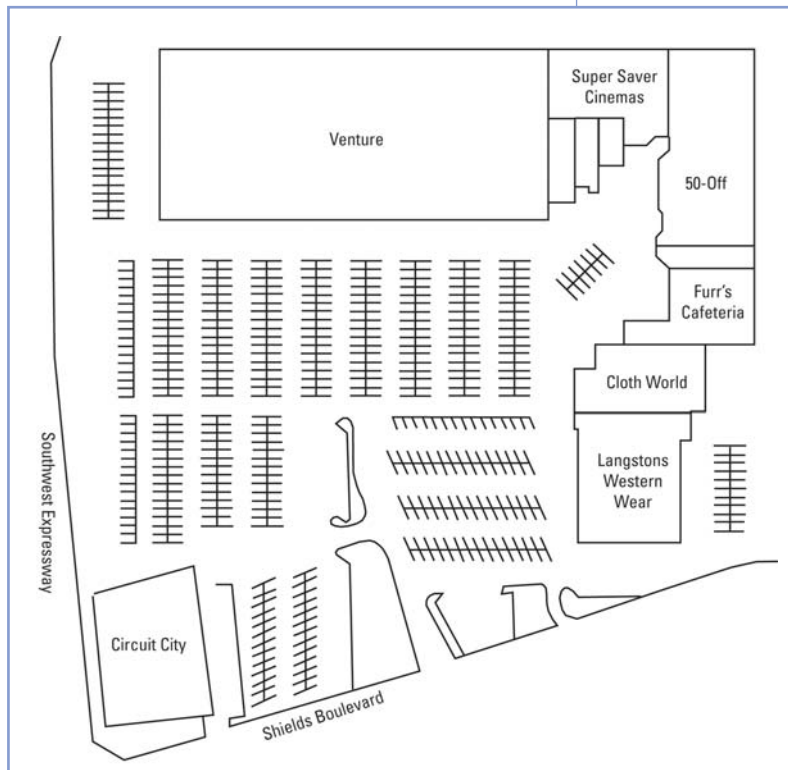 Super Saver
Cinemas
Venture
50-Off
Furr's
Cafeteria
Cloth World
Langstons
Western
Wear
Southwest Expressway
Circuit City
Shields Boulevard